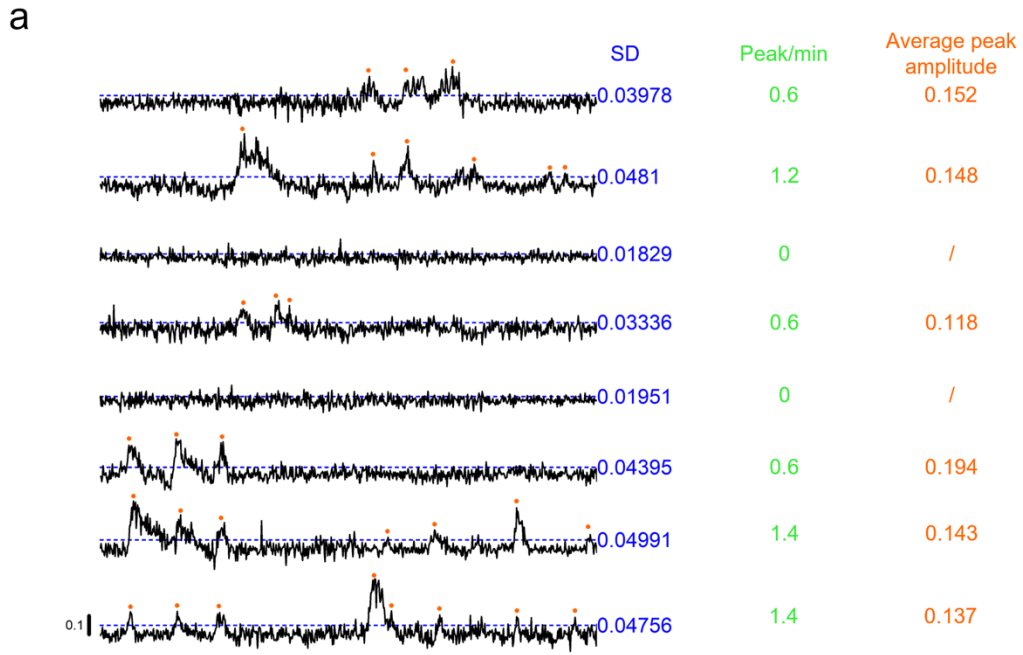 a
SD Peak/min Average peak
amplitude
0.03978 0.6 0.152
0.0481 1.2 0.148
0.01829 0 /
0.03336 0.6 0.118
0.01951 0 /
0.04395 0.6 0.194
0.04991 1.4 0.143
0.1 0.04756 1.4 0.137